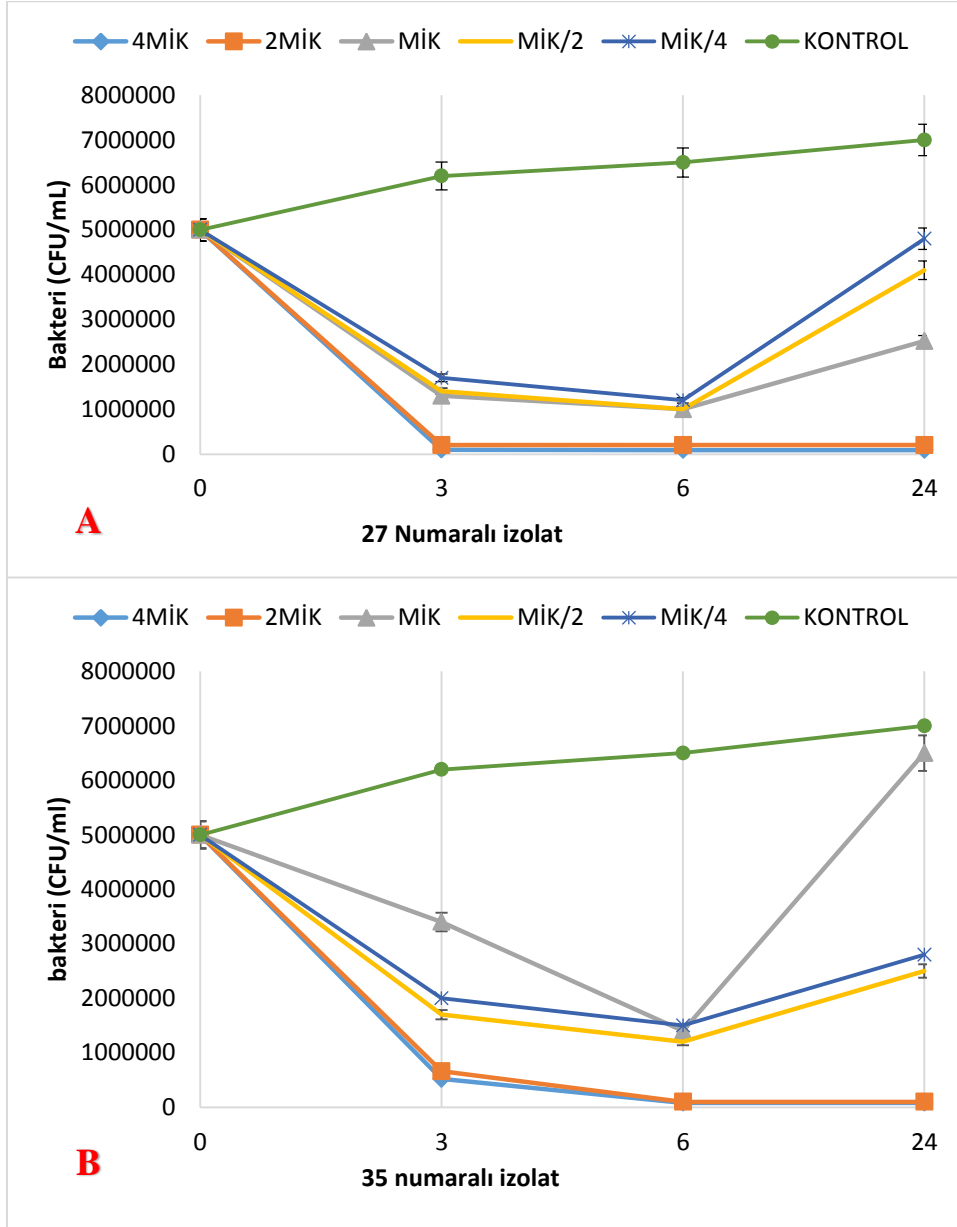 4MİK 2MİK MİK MİK/2 MİK/4 KONTROL
8000000
7000000
6000000
5000000
4000000
3000000
2000000
1000000
0
Bakteri (CFU/mL)
0 3 6 24
A
27 Numaralı izolat
4MİK 2MİK MİK MİK/2 MİK/4 KONTROL
8000000
7000000
6000000
5000000
4000000
3000000
2000000
1000000
0
bakteri (CFU/ml)
0 3 6 24
B
35 numaralı izolat